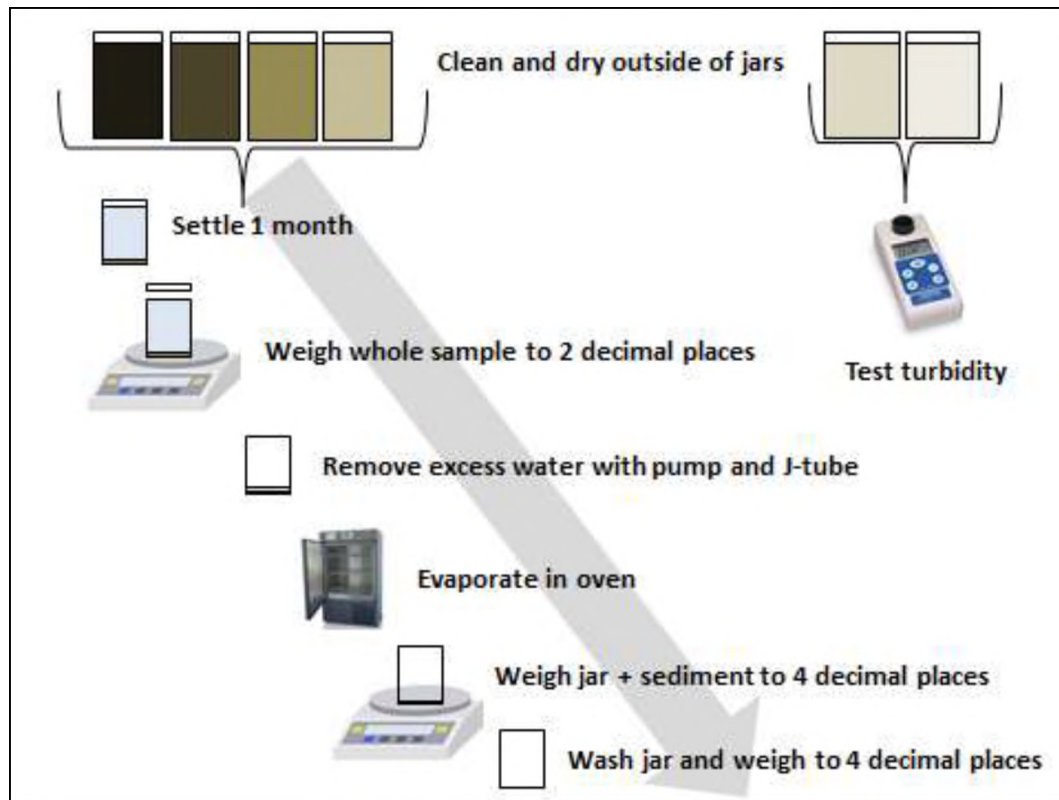 Clean and dry outside of jars
Settle 1 month
Weigh whole sample to 2 decimal places
Test turbidity
Remove excess water with pump and J-tube
Evaporate in oven
Weigh jar + sediment to 4 decimal places
Wash jar and weigh to 4 decimal places